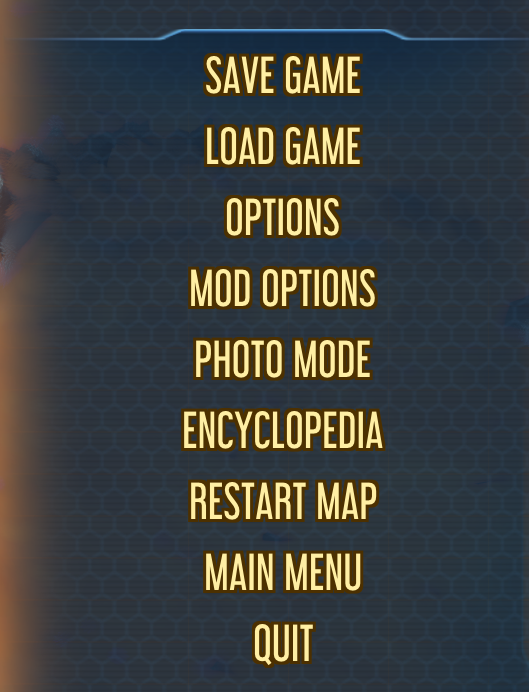 SAVE GAME
LOAD GAME
OPTIONS
MOD OPTIONS
PHOTO MODE
ENCYCLOPEDIA
RESTART MAP
MAIN MENU
QUIT